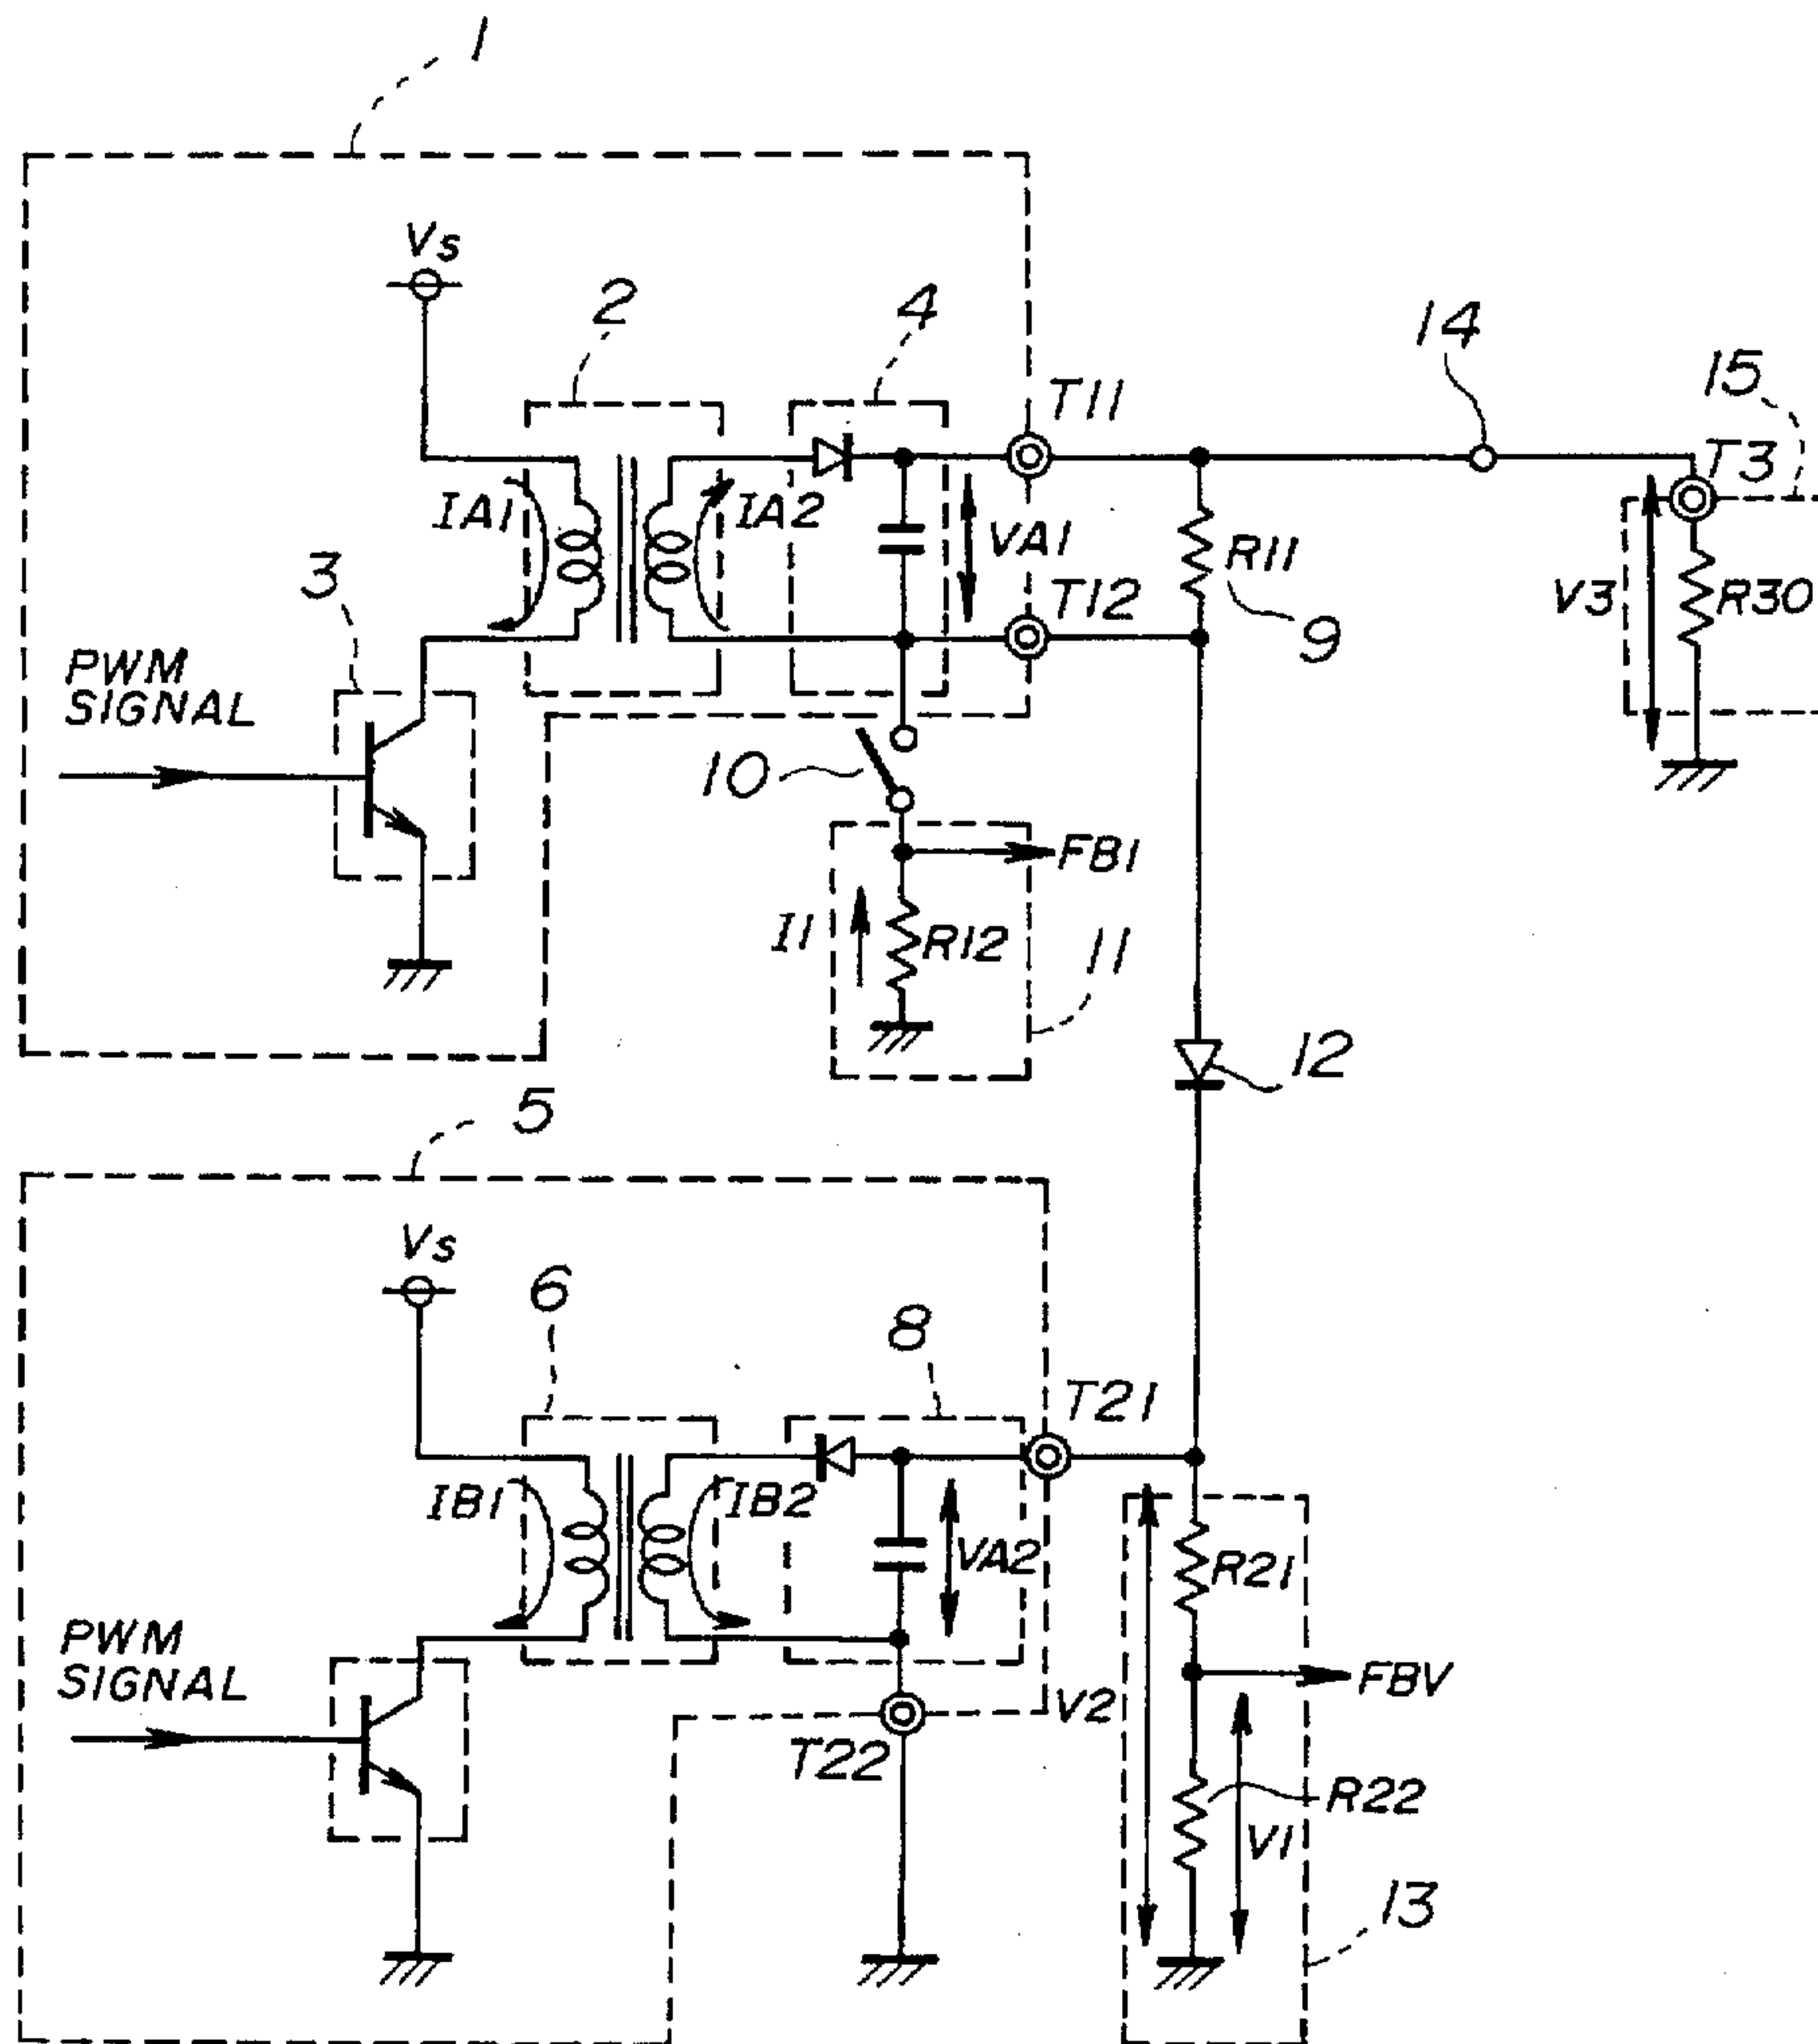 1
Vs
2
4
14
T11
15
T3
IA1
IA2
VA1
R11
3
T12
V3
R30
9
PWM
SIGNAL
10
FB1
I1
R12
11
12
5
Vs
6
8
T21
IB1
IB2
VA2
R21
PWM
SIGNAL
FBV
V2
T22
R22
V1
13